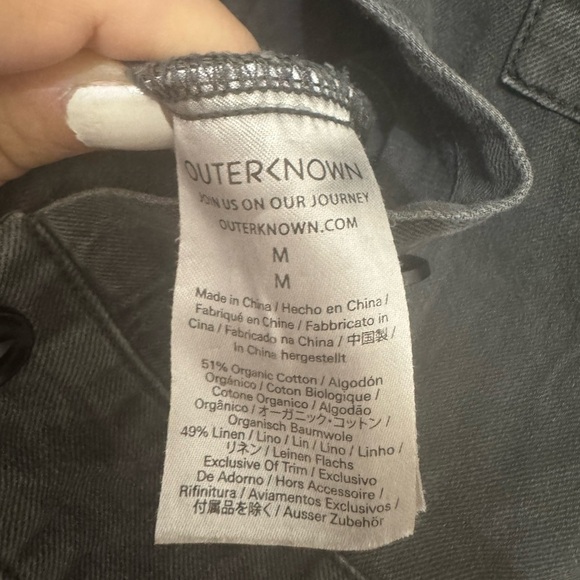 OUTERKNOWN
JOIN US ON OUR JOURNEY
OUTERKNOWN.COM
M
M
Made in China / Hecho en China /
Fabriqué en Chine / Fabbricato in
Cina / Fabricado na China / 中国製 /
In China hergestellt
51% Organic Cotton / Algodón
Orgánico / Coton Biologique /
Cotone Organico / Algodão
Orgânico / オーガニック・コットン /
Organisch Baumwole
49% Linen / Lino / Lin / Lino / Linho /
リネン / Leinen Flachs
Exclusive Of Trim / Exclusivo
De Adorno / Hors Accessoire /
Rifinitura / Aviamentos Exclusivos /
付属品を除く / Ausser Zubehör